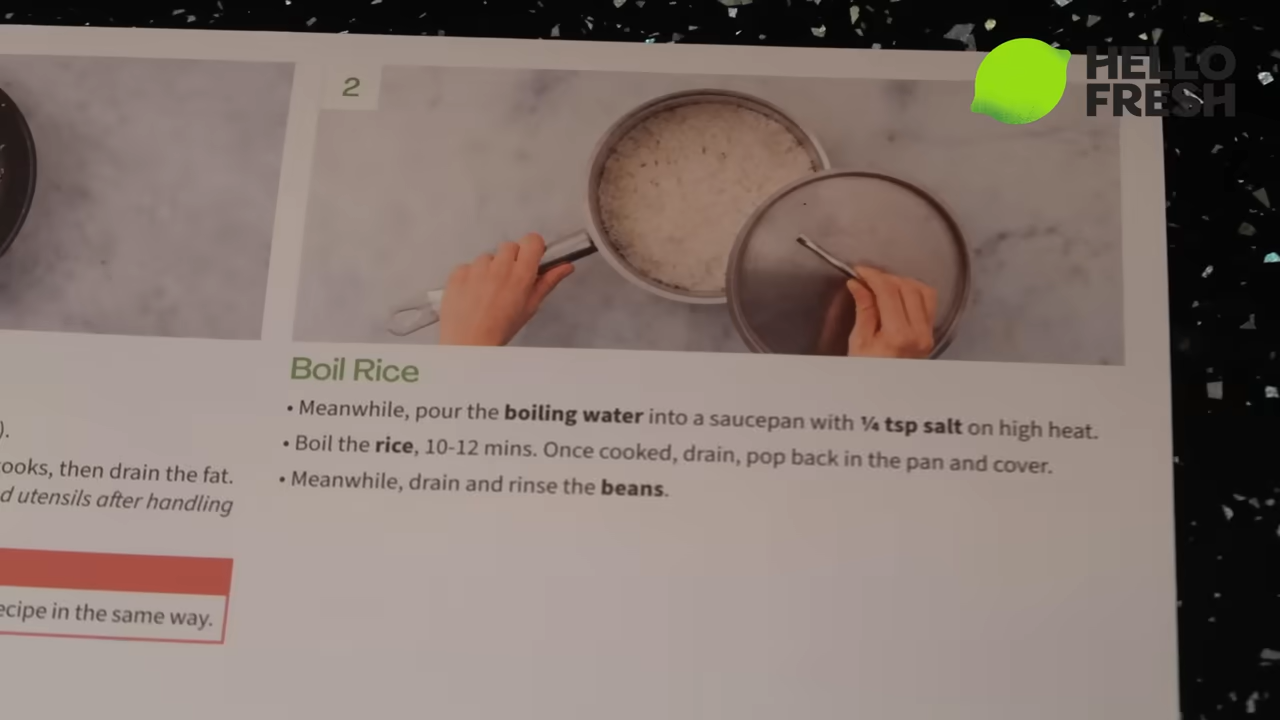 HELLO
FRESH
2
Boil Rice
• Meanwhile, pour the boiling water into a saucepan with ¼ tsp salt on high heat.
• Boil the rice, 10-12 mins. Once cooked, drain, pop back in the pan and cover.
• Meanwhile, drain and rinse the beans.
).
ooks, then drain the fat.
d utensils after handling
ecipe in the same way.